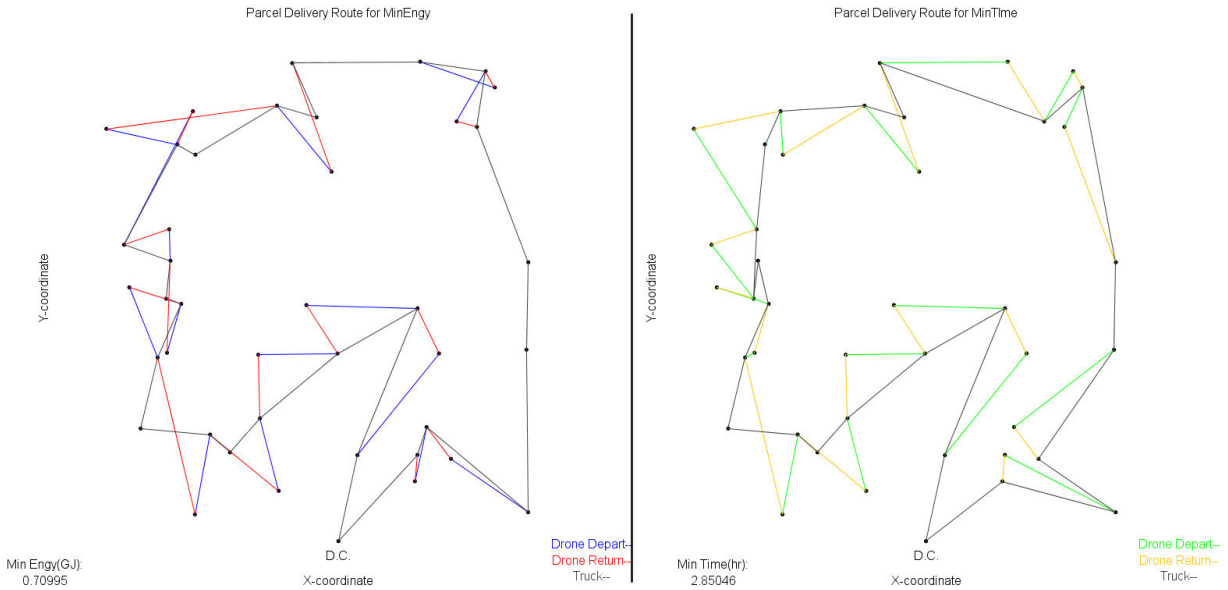 Parcel Delivery Route for MinEngy
Y-coordinate
D.C.
X-coordinate
Min Engy(GJ):
0.70995
Drone Depart--
Drone Return--
Truck--
Parcel Delivery Route for MinTIme
Y-coordinate
D.C.
X-coordinate
Min Time(hr):
2.85046
Drone Depart--
Drone Return--
Truck--